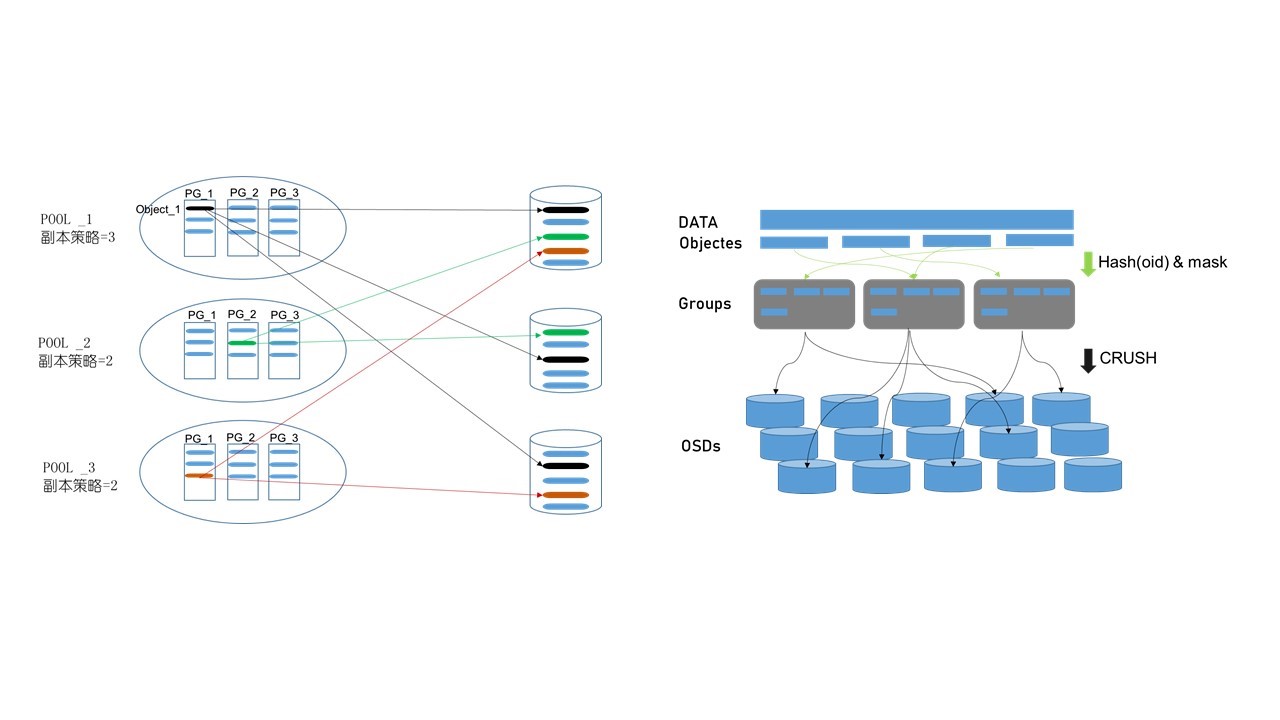 PG_1 PG_2 PG_3
Object_1
POOL _1
副本策略=3
PG_1 PG_2 PG_3
POOL _2
副本策略=2
PG_1 PG_2 PG_3
POOL _3
副本策略=2
DATA
Objectes
Hash(oid) & mask
Groups
CRUSH
OSDs